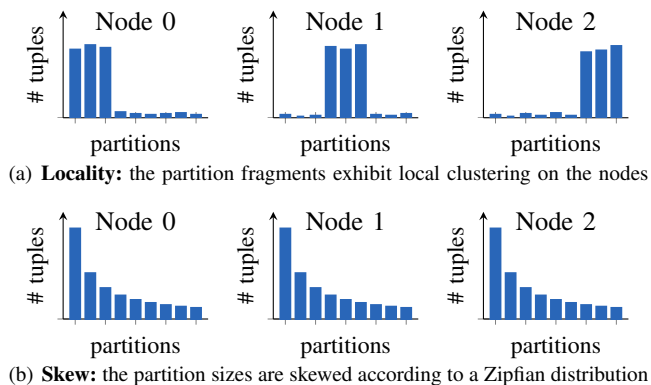 Node 0 Node 1 Node 2
# tuples # tuples # tuples
partitions partitions partitions
(a) Locality: the partition fragments exhibit local clustering on the nodes
Node 0 Node 1 Node 2
# tuples # tuples # tuples
partitions partitions partitions
(b) Skew: the partition sizes are skewed according to a Zipfian distribution